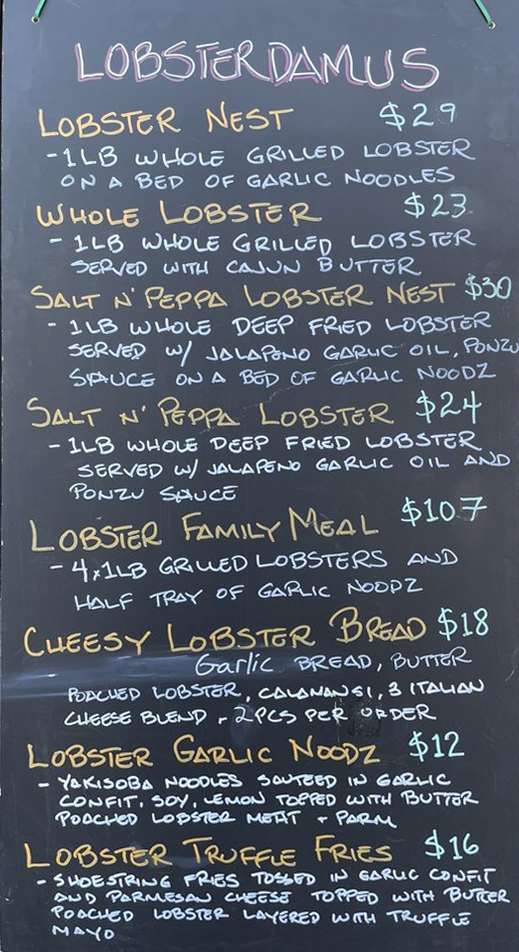 LOBSTERDAMUS
LOBSTER NEST $29
- 1 LB WHOLE GRILLED LOBSTER
ON A BED OF GARLIC NOODLES
WHOLE LOBSTER $23
- 1LB WHOLE GRILLED LOBSTER
SERVED WITH CAJUN BUTTER
SALT N' PEPPA LOBSTER NEST $30
- 1LB WHOLE DEEP FRIED LOBSTER
SERVED W/ JALAPENO GARLIC OIL, PONZU
SAUCE ON A BED OF GARLIC NOODZ
SALT N' PEPPA LOBSTER $24
- 1LB WHOLE DEEP FRIED LOBSTER
SERVED W/ JALAPENO GARLIC OIL AND
PONZU SAUCE
LOBSTER FAMILY MEAL $107
- 4x1LB GRILLED LOBSTERS AND
HALF TRAY OF GARLIC NOODZ
CHEESY LOBSTER BREAD $18
Garlic BREAD, BUTTER
POACHED LOBSTER, CALANANSI, 3 ITALIAN
CHEESE BLEND - 2 PCS PER ORDER
LOBSTER GARLIC NOODZ $12
- YAKISOBA NOODLES SAUTEED IN GARLIC
CONFIT, SOY, LEMON TOPPED WITH BUTTER
POACHED LOBSTER MEAT + PARM
LOBSTER TRUFFLE FRIES $16
- SHOESTRING FRIES TOSSED IN GARLIC CONFIT
AND PARMESAN CHEESE TOPPED WITH BUTTER
POACHED LOBSTER LAYERED WITH TRUFFLE
MAYO